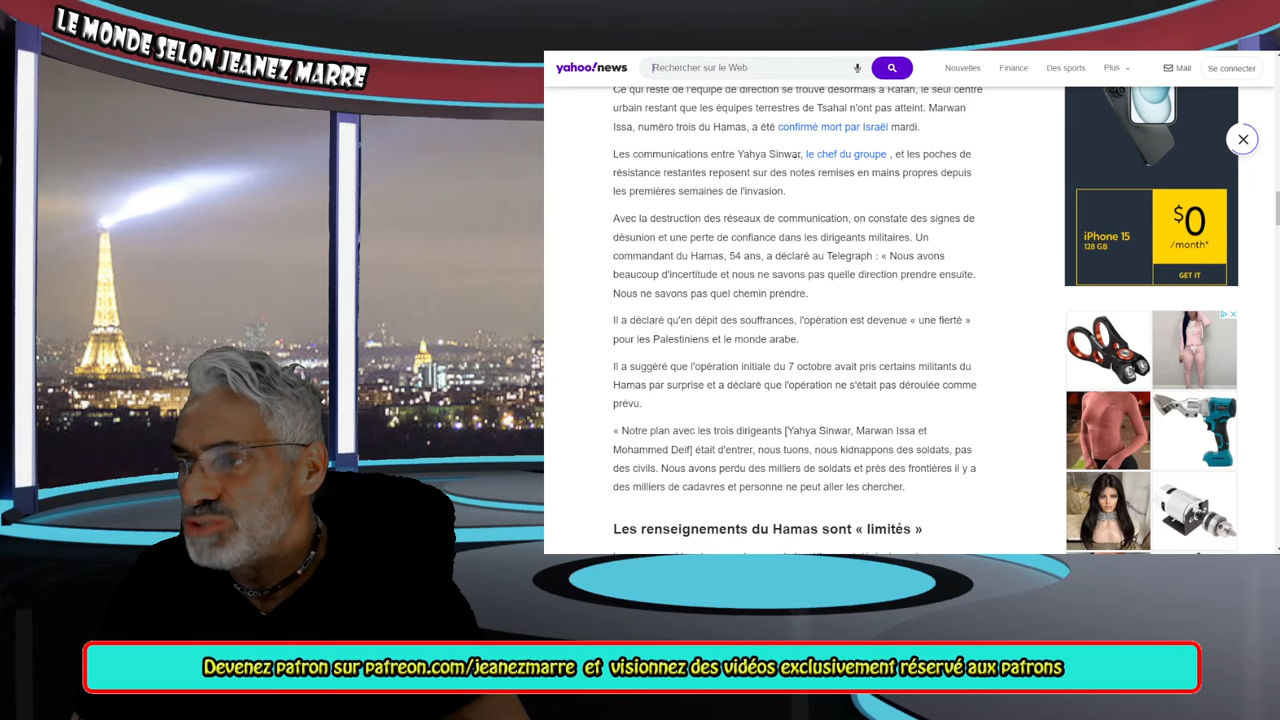 LE MONDE SELON JEANEZ MARRE
yahoo!news
Rechercher sur le Web
Nouvelles
Finance
Des sports
Plus
Mail
Se connecter
Ce qui reste de l'équipe de direction se trouve désormais à Rafah, le seul centre
urbain restant que les équipes terrestres de Tsahal n'ont pas atteint. Marwan
Issa, numéro trois du Hamas, a été confirmé mort par Israël mardi.
Les communications entre Yahya Sinwar, le chef du groupe , et les poches de
résistance restantes reposent sur des notes remises en mains propres depuis
les premières semaines de l'invasion.
Avec la destruction des réseaux de communication, on constate des signes de
désunion et une perte de confiance dans les dirigeants militaires. Un
commandant du Hamas, 54 ans, a déclaré au Telegraph : « Nous avons
beaucoup d'incertitude et nous ne savons pas quelle direction prendre ensuite.
Nous ne savons pas quel chemin prendre.
Il a déclaré qu'en dépit des souffrances, l'opération est devenue « une fierté »
pour les Palestiniens et le monde arabe.
Il a suggéré que l'opération initiale du 7 octobre avait pris certains militants du
Hamas par surprise et a déclaré que l'opération ne s'était pas déroulée comme
prévu.
« Notre plan avec les trois dirigeants [Yahya Sinwar, Marwan Issa et
Mohammed Deif] était d'entrer, nous tuons, nous kidnappons des soldats, pas
des civils. Nous avons perdu des milliers de soldats et près des frontières il y a
des milliers de cadavres et personne ne peut aller les chercher.
Les renseignements du Hamas sont « limités »
iPhone 15
128 GB
$0
/month*
GET IT
Devenez patron sur patreon.com/jeanezmarre et visionnez des vidéos exclusivement réservé aux patrons